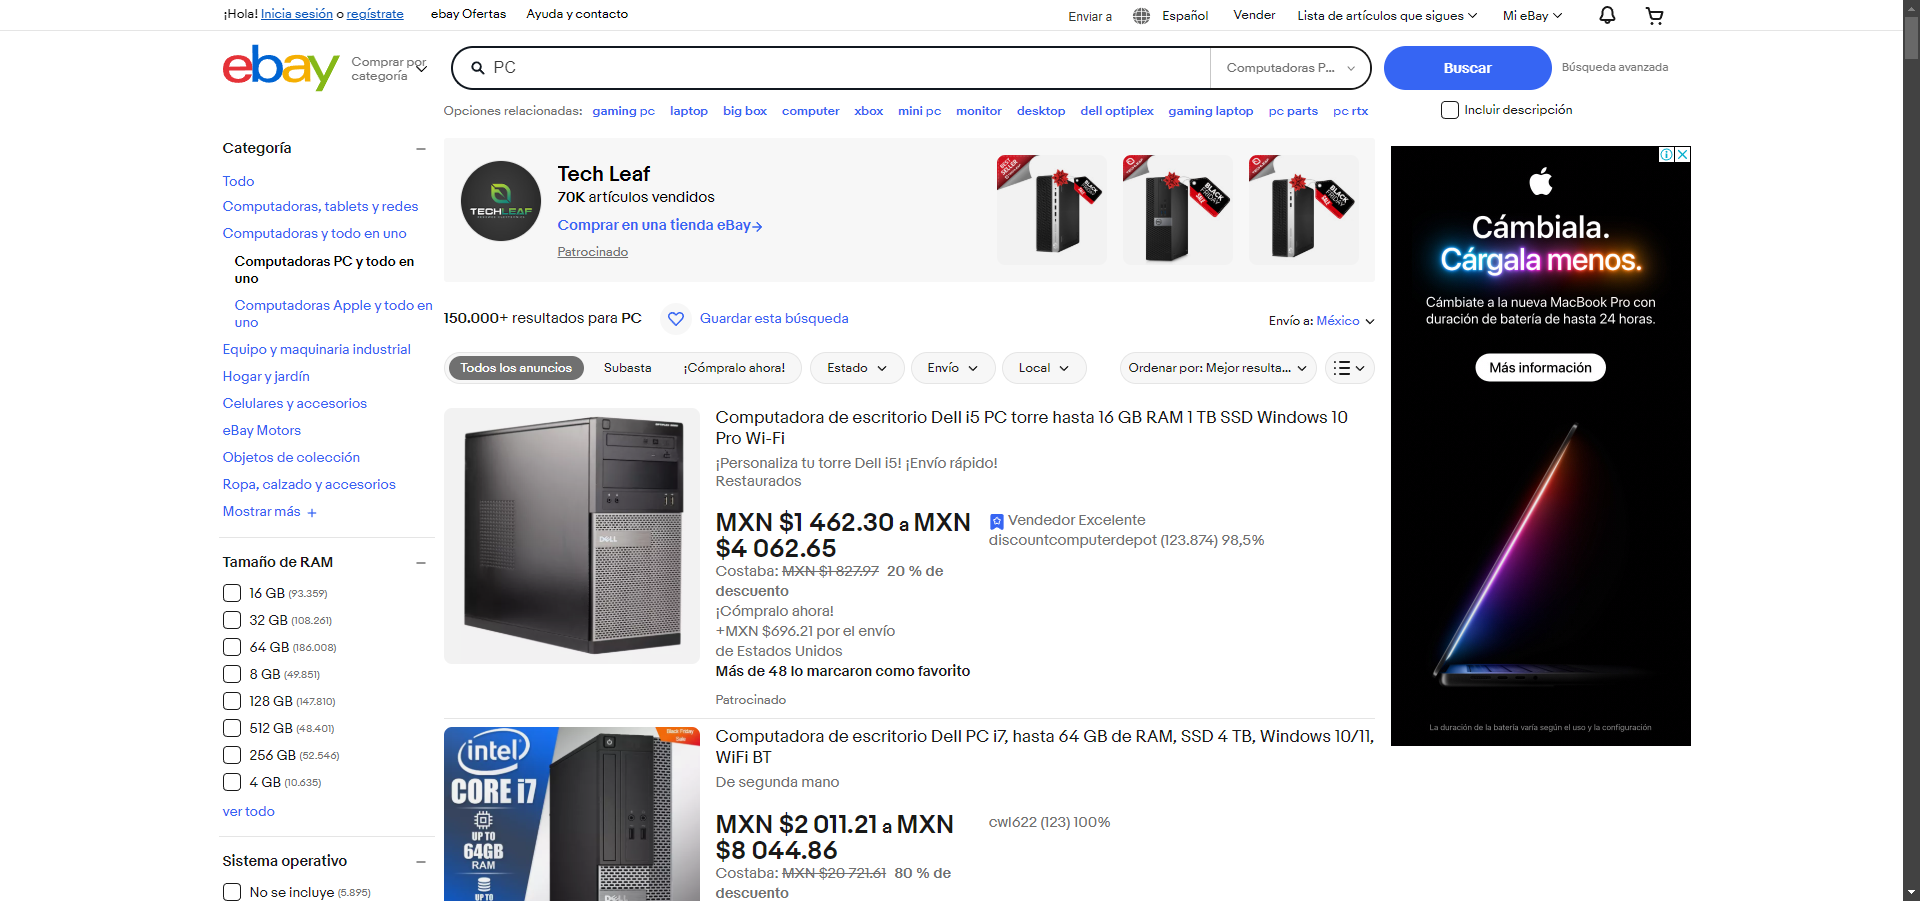 ¡Hola! Inicia sesión o regístrate
ebay Ofertas
Ayuda y contacto
Enviar a
Español
Vender
Lista de artículos que sigues
Mi eBay
ebay
Comprar por
categoría
PC
Computadoras P...
Buscar
Búsqueda avanzada
Opciones relacionadas: gaming pc laptop big box computer xbox mini pc monitor desktop dell optiplex gaming laptop pc parts pc rtx
Incluir descripción
Categoría
Todo
Computadoras, tablets y redes
Computadoras y todo en uno
Computadoras PC y todo en
uno
Computadoras Apple y todo en
uno
Equipo y maquinaria industrial
Hogar y jardín
Celulares y accesorios
eBay Motors
Objetos de colección
Ropa, calzado y accesorios
Mostrar más
Tamaño de RAM
16 GB (93.359)
32 GB (108.261)
64 GB (186.008)
8 GB (49.851)
128 GB (147.810)
512 GB (48.401)
256 GB (52.546)
4 GB (10.635)
ver todo
Sistema operativo
No se incluye (5.895)
TECHLEAF
Tech Leaf
70K artículos vendidos
Comprar en una tienda eBay
Patrocinado
BEST SELLER
BLACK FRIDAY SALE
BLACK FRIDAY SALE
BLACK FRIDAY SALE
150.000+ resultados para PC
Guardar esta búsqueda
Envío a: México
Todos los anuncios
Subasta
¡Cómpralo ahora!
Estado
Envío
Local
Ordenar por: Mejor resulta...
DELL
Computadora de escritorio Dell i5 PC torre hasta 16 GB RAM 1 TB SSD Windows 10
Pro Wi-Fi
¡Personaliza tu torre Dell i5! ¡Envío rápido!
Restaurados
MXN $1 462.30 a MXN
$4 062.65
Costaba: MXN $1 827.97 20 % de
descuento
¡Cómpralo ahora!
+MXN $696.21 por el envío
de Estados Unidos
Más de 48 lo marcaron como favorito
Patrocinado
Vendedor Excelente
discountcomputerdepot (123.874) 98,5%
Black Friday
Sale
intel
CORE i7
UP TO
64GB
RAM
UP TO
DELL
Computadora de escritorio Dell PC i7, hasta 64 GB de RAM, SSD 4 TB, Windows 10/11,
WiFi BT
De segunda mano
MXN $2 011.21 a MXN
$8 044.86
Costaba: MXN $20 721.61 80 % de
descuento
cwl622 (123) 100%
Cámbiala.
Cárgala menos.
Cámbiate a la nueva MacBook Pro con
duración de batería de hasta 24 horas.
Más información
La duración de la batería varía según el uso y la configuración